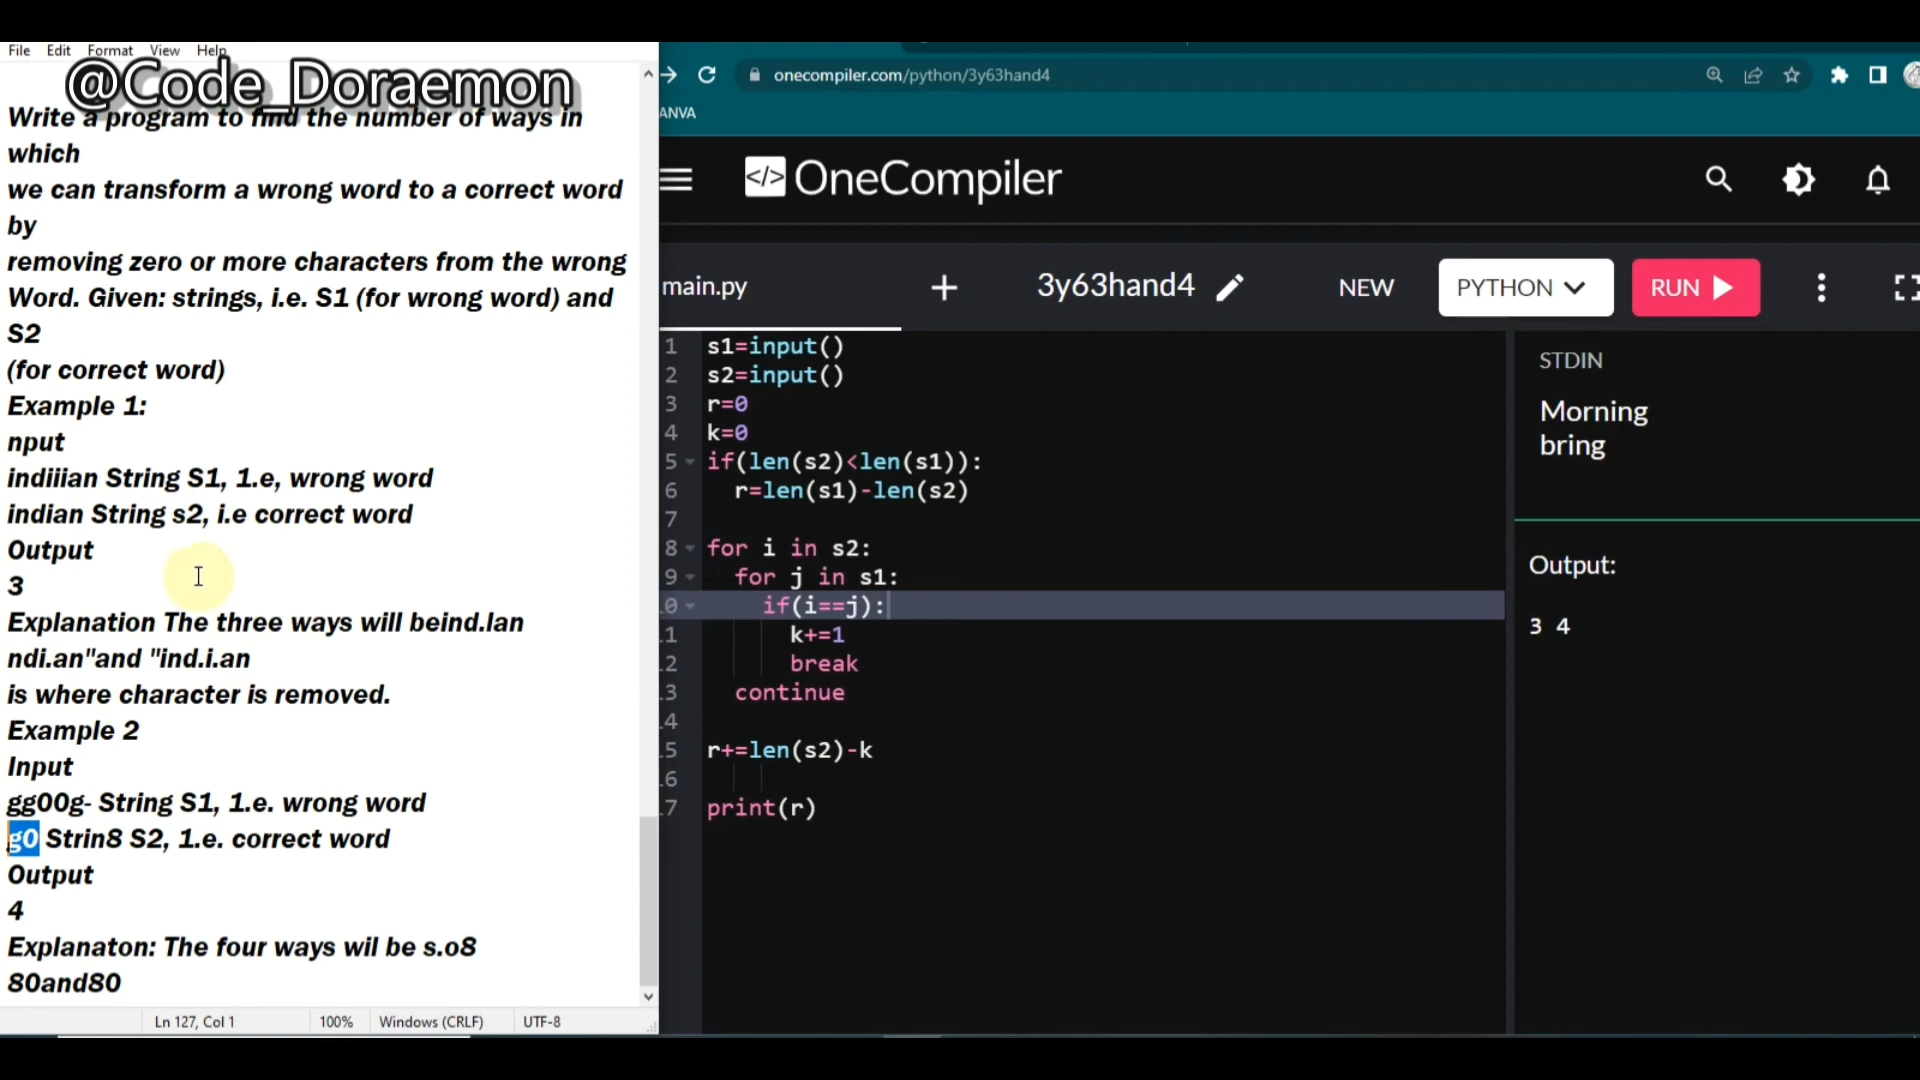 File Edit Format View Help
@Code_Doraemon
Write a program to find the number of ways in
which
we can transform a wrong word to a correct word
by
removing zero or more characters from the wrong
Word. Given: strings, i.e. S1 (for wrong word) and
S2
(for correct word)
Example 1:
nput
indiiian String S1, 1.e, wrong word
indian String s2, i.e correct word
Output
3
Explanation The three ways will beind.lan
ndi.an"and "ind.i.an
is where character is removed.
Example 2
Input
gg00g- String S1, 1.e. wrong word
g0 Strin8 S2, 1.e. correct word
Output
4
Explanaton: The four ways wil be s.o8
80and80
Ln 127, Col 1 100% Windows (CRLF) UTF-8
onecompiler.com/python/3y63hand4
ANVA
</> OneCompiler
main.py + 3y63hand4 NEW PYTHON RUN
1 s1=input()
2 s2=input()
3 r=0
4 k=0
5 if(len(s2)<len(s1)):
6 r=len(s1)-len(s2)
7
8 for i in s2:
9 for j in s1:
0 if(i==j):
1 k+=1
2 break
3 continue
4
5 r+=len(s2)-k
6
7 print(r)
STDIN
Morning
bring
Output:
3 4